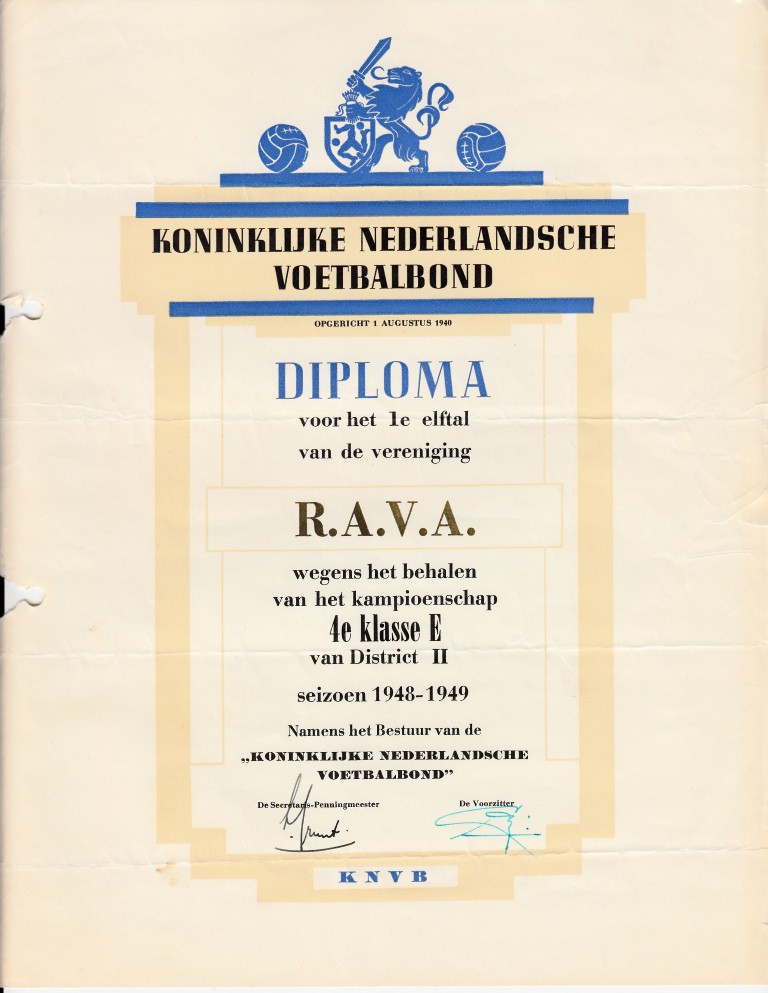 KONINKLIJKE NEDERLANDSCHE
VOETBALBOND
OPGERICHT 1 AUGUSTUS 1940
DIPLOMA
voor het 1e elftal
van de vereniging
R.A.V.A.
wegens het behalen
van het kampioenschap
4e klasse E
van District II
seizoen 1948-1949
Namens het Bestuur van de
„KONINKLIJKE NEDERLANDSCHE
VOETBALBOND”
De Secretaris-Penningmeester De Voorzitter
KNVB